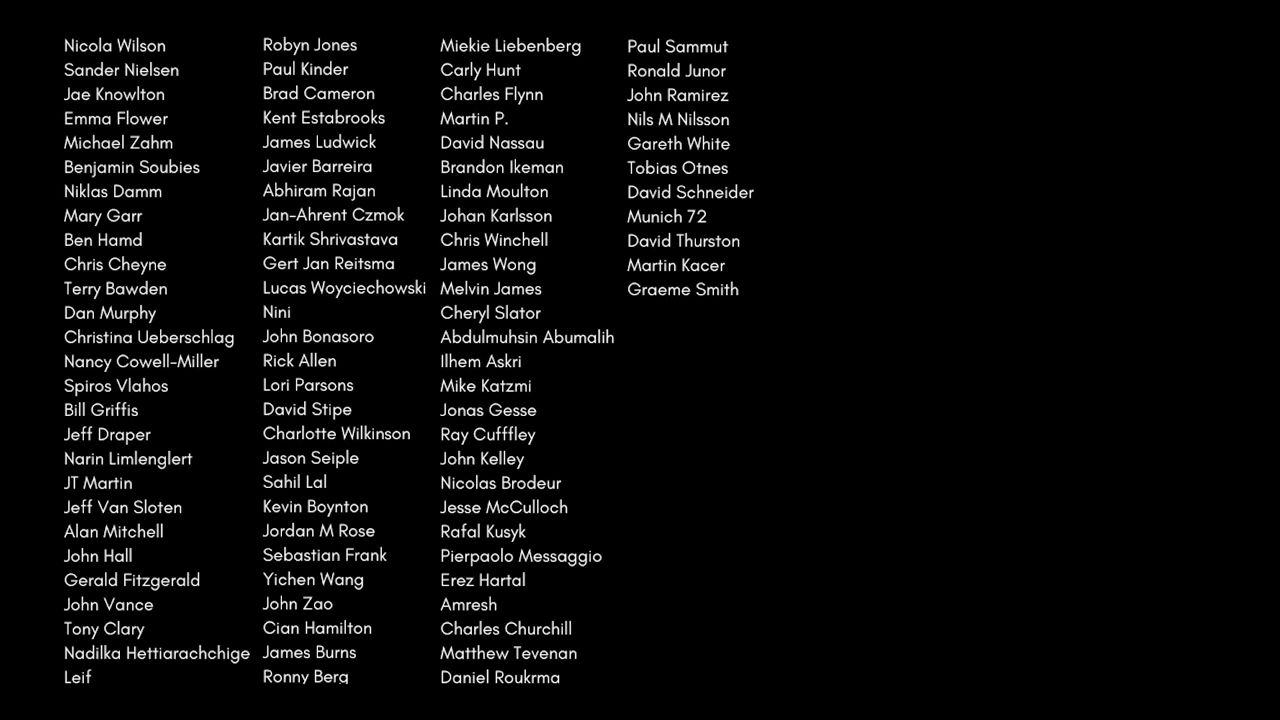 Nicola Wilson
Sander Nielsen
Jae Knowlton
Emma Flower
Michael Zahm
Benjamin Soubies
Niklas Damm
Mary Garr
Ben Hamd
Chris Cheyne
Terry Bawden
Dan Murphy
Christina Ueberschlag
Nancy Cowell-Miller
Spiros Vlahos
Bill Griffis
Jeff Draper
Narin Limlenglert
JT Martin
Jeff Van Sloten
Alan Mitchell
John Hall
Gerald Fitzgerald
John Vance
Tony Clary
Nadilka Hettiarachchige
Leif
Robyn Jones
Paul Kinder
Brad Cameron
Kent Estabrooks
James Ludwick
Javier Barreira
Abhiram Rajan
Jan-Ahrent Czmok
Kartik Shrivastava
Gert Jan Reitsma
Lucas Woyciechowski
Nini
John Bonasoro
Rick Allen
Lori Parsons
David Stipe
Charlotte Wilkinson
Jason Seiple
Sahil Lal
Kevin Boynton
Jordan M Rose
Sebastian Frank
Yichen Wang
John Zao
Cian Hamilton
James Burns
Ronny Berg
Miekie Liebenberg
Carly Hunt
Charles Flynn
Martin P.
David Nassau
Brandon Ikeman
Linda Moulton
Johan Karlsson
Chris Winchell
James Wong
Melvin James
Cheryl Slator
Abdulmuhsin Abumalih
Ilhem Askri
Mike Katzmi
Jonas Gesse
Ray Cufffley
John Kelley
Nicolas Brodeur
Jesse McCulloch
Rafal Kusyk
Pierpaolo Messaggio
Erez Hartal
Amresh
Charles Churchill
Matthew Tevenan
Daniel Roukrma
Paul Sammut
Ronald Junor
John Ramirez
Nils M Nilsson
Gareth White
Tobias Otnes
David Schneider
Munich 72
David Thurston
Martin Kacer
Graeme Smith